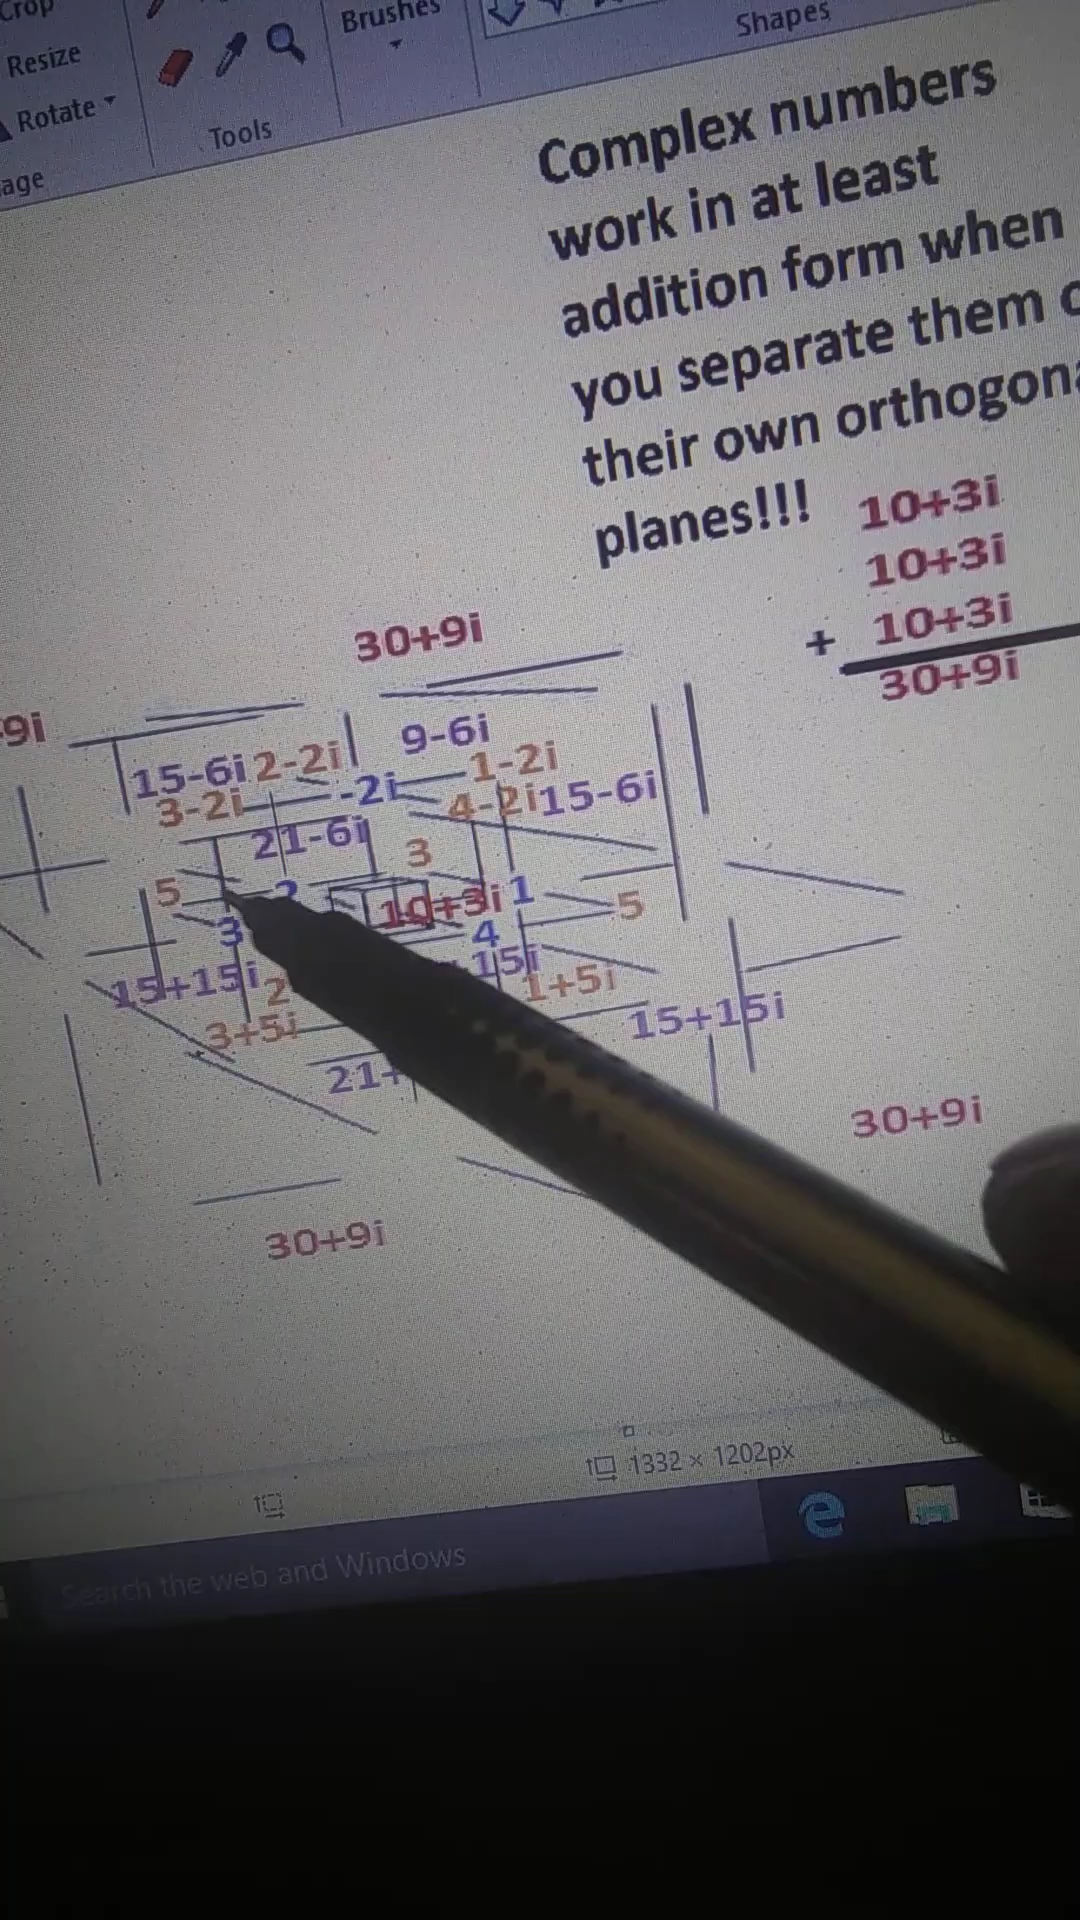 Crop
Resize
Rotate
age
Tools
Brushes
Shapes
Complex numbers
work in at least
addition form when
you separate them
their own orthogona
planes!!!
10+3i
10+3i
+ 10+3i
30+9i
30+9i
9i
15-6i 2-2i 9-6i
3-2i -2i 1-2i
4-2i 15-6i
21-6i 3
5 10+3i 1 5
3 4
15+15i 2 15i 1+5i
3+5i 15+15i
21+
30+9i
30+9i
1332 × 1202px
Search the web and Windows